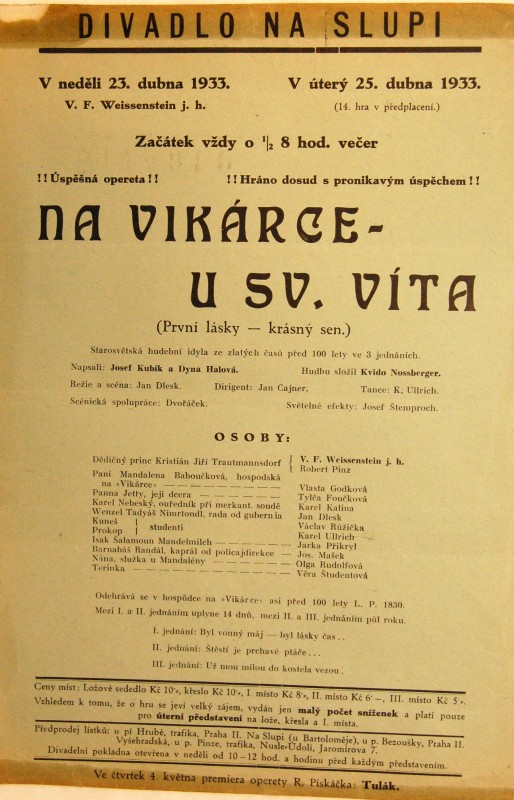 DIVADLO NA SLUPI
V neděli 23. dubna 1933. V úterý 25. dubna 1933.
V. F. Weissenstein j. h. (14. hra v předplacení.)
Začátek vždy o 1/2 8 hod. večer
!!Úspěšná opereta!! !!Hráno dosud s pronikavým úspěchem!!
NA VIKÁRCE-
U SV. VÍTA
(První lásky — krásný sen.)
Starosvětská hudební idyla ze zlatých časů před 100 lety ve 3 jednáních.
Napsali: Josef Kubík a Dyna Halová. Hudbu složil Kvido Nossberger.
Režie a scéna: Jan Dlesk. Dirigent: Jan Cajner. Tance: K. Ullrich.
Scénická spolupráce: Dvořáček. Světelné efekty: Josef Štemproch.
OSOBY:
Dědičný princ Kristián Jiří Trautmannsdorf { V. F. Weissenstein j. h.
Robert Pinz
Paní Mandalena Baboučková, hospodská
na »Vikárce« — — — — — — — — Vlasta Godková
Panna Jetty, její dcera — — — — — — Tylča Foučková
Karel Nebeský, ouředník při merkant. soudě Karel Kalina
Wenzel Tadyáš Nimrtondl, rada od gubernia Jan Dlesk
Kuneš } studenti Václav Růžička
Prokop Karel Ullrich
Isák Šalamoun Mandelmilch — — — — — Jarka Přikryl
Barnabáš Randál, kaprál od policajdirekce — Jos. Mašek
Nána, služka u Mandalény — — — — — Olga Rudolfová
Terinka — — — — — — — — — — Věra Študentová
Odehrává se v hospůdce na »Vikárce« asi před 100 lety L. P. 1830.
Mezi I. a II. jednáním uplyne 14 dnů, mezi II. a III. jednáním půl roku.
I. jednání: Byl vonný máj — byl lásky čas..
II. jednání: Štěstí je prchavé ptáče...
III. jednání: Už mou milou do kostela vezou.
Ceny míst: Ložové sedadlo Kč 10·-, křeslo Kč 10·-, I. místo Kč 8·-, II. místo Kč 6·-, III. místo Kč 5·-.
Vzhledem k tomu, že o hru se jeví velký zájem, vydán jen malý počet sníženek a platí pouze
pro úterní představení na lože, křesla a I. místa.
Předprodej lístků: u pí Hrubé, trafika, Praha II. Na Slupi (u Bartoloměje), u p. Bezoušky, Praha II.
Vyšehradská, u p. Pinze, trafika, Nusle-Údolí, Jaromírova 7.
Divadelní pokladna otevřena v neděli od 10—12 hod. a hodinu před každým představením.
Ve čtvrtek 4. května premiera operety R. Piskáčka: Tulák.